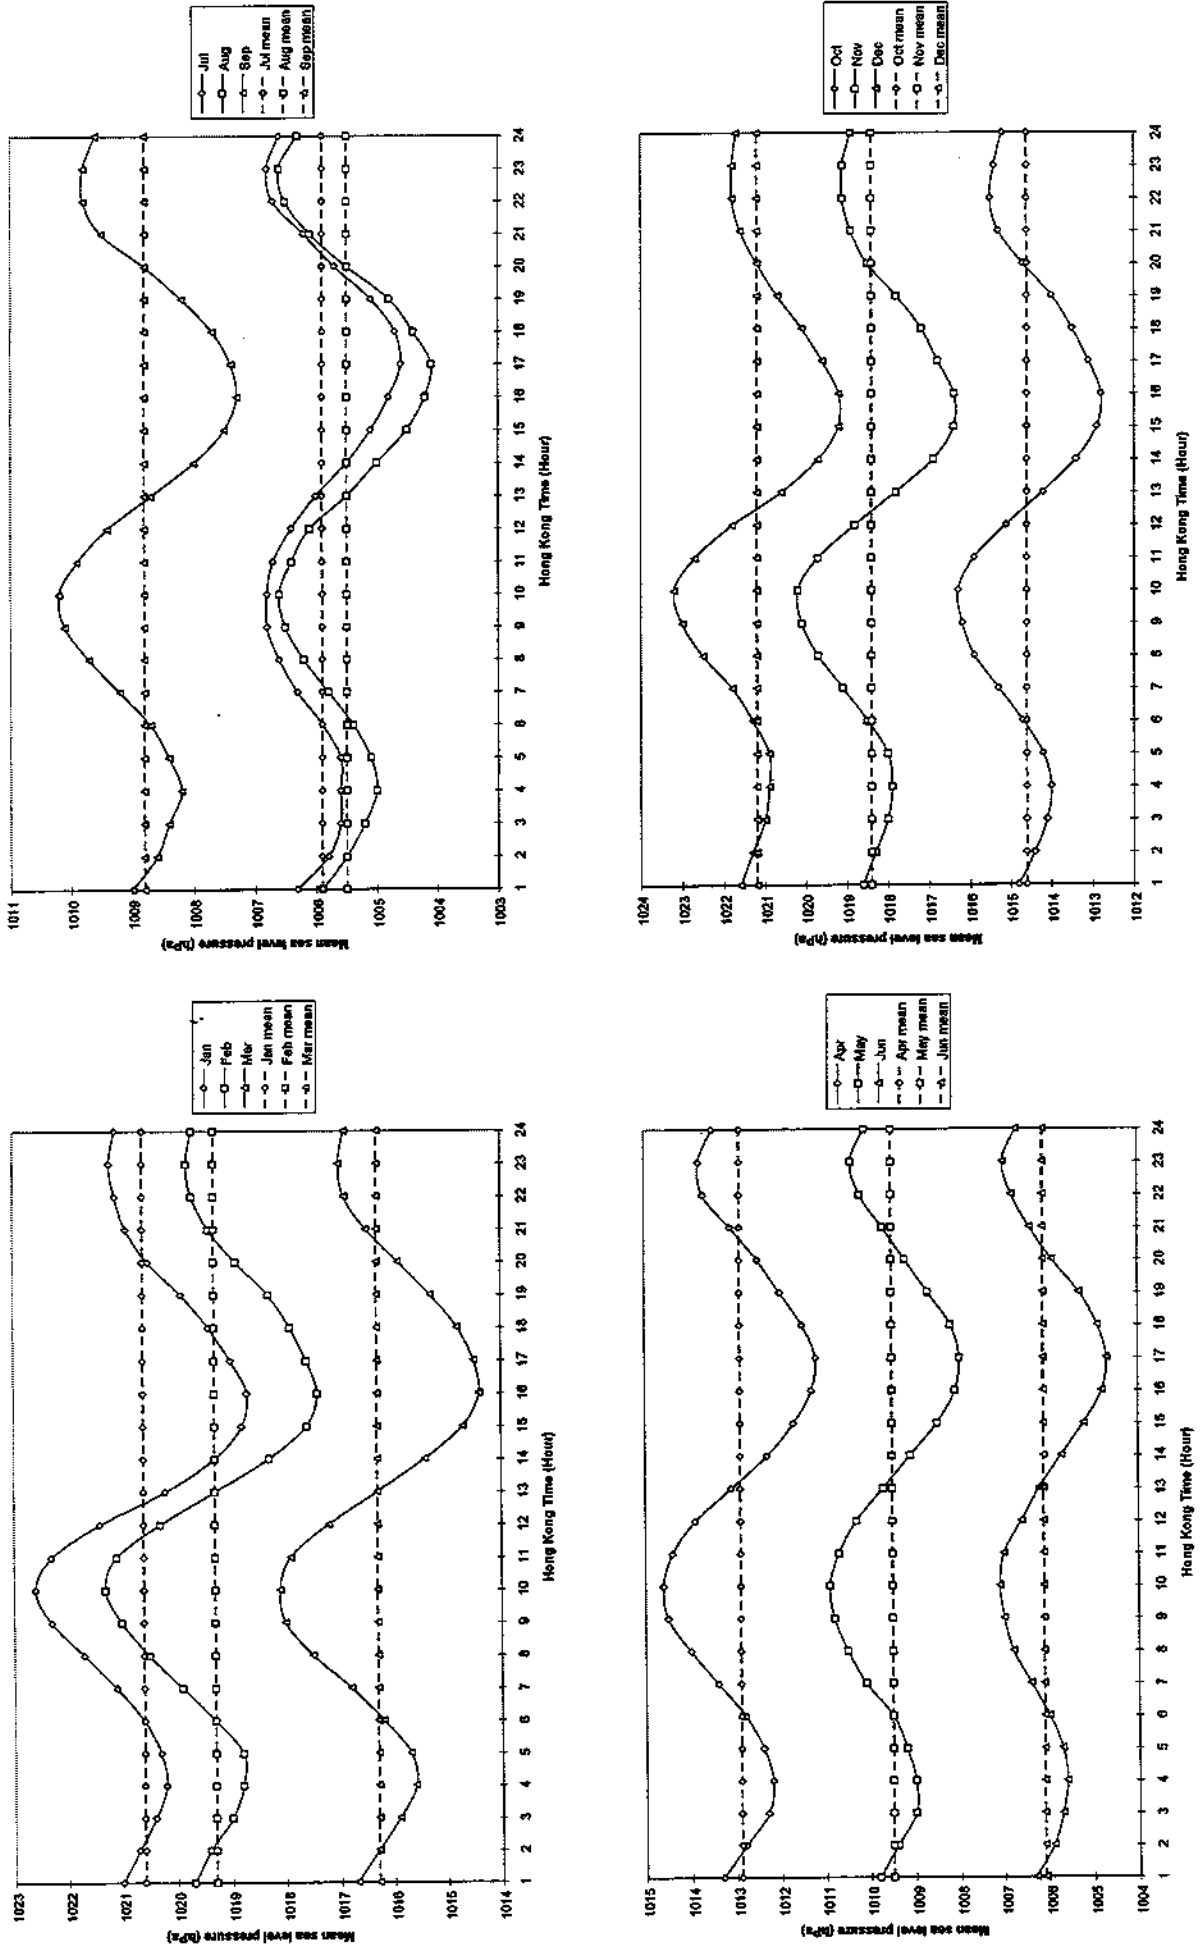 Mean sea level pressure (hPa)
1023
1022
1021
1020
1019
1018
1017
1016
1015
1014
1 2 3 4 5 6 7 8 9 10 11 12 13 14 15 16 17 18 19 20 21 22 23 24
Hong Kong Time (Hour)
Jan
Feb
Mar
Jan mean
Feb mean
Mar mean
Mean sea level pressure (hPa)
1011
1010
1009
1008
1007
1006
1005
1004
1003
1 2 3 4 5 6 7 8 9 10 11 12 13 14 15 16 17 18 19 20 21 22 23 24
Hong Kong Time (Hour)
Jul
Aug
Sep
Jul mean
Aug mean
Sep mean
Mean sea level pressure (hPa)
1015
1014
1013
1012
1011
1010
1009
1008
1007
1006
1005
1004
1 2 3 4 5 6 7 8 9 10 11 12 13 14 15 16 17 18 19 20 21 22 23 24
Hong Kong Time (Hour)
Apr
May
Jun
Apr mean
May mean
Jun mean
Mean sea level pressure (hPa)
1024
1023
1022
1021
1020
1019
1018
1017
1016
1015
1014
1013
1012
1 2 3 4 5 6 7 8 9 10 11 12 13 14 15 16 17 18 19 20 21 22 23 24
Hong Kong Time (Hour)
Oct
Nov
Dec
Oct mean
Nov mean
Dec mean